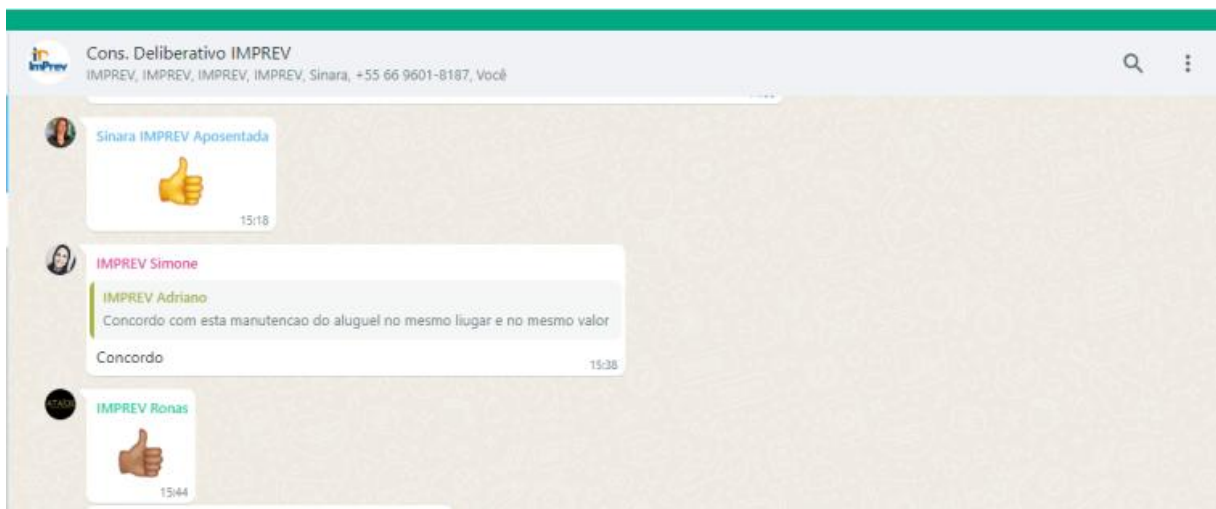 ImPrev
Cons. Deliberativo IMPREV
IMPREV, IMPREV, IMPREV, IMPREV, Sinara, +55 66 9601-8187, Você
Sinara IMPREV Aposentada
15:18
IMPREV Simone
IMPREV Adriano
Concordo com esta manutencao do aluguel no mesmo liugar e no mesmo valor
Concordo
15:38
IMPREV Ronas
15:44